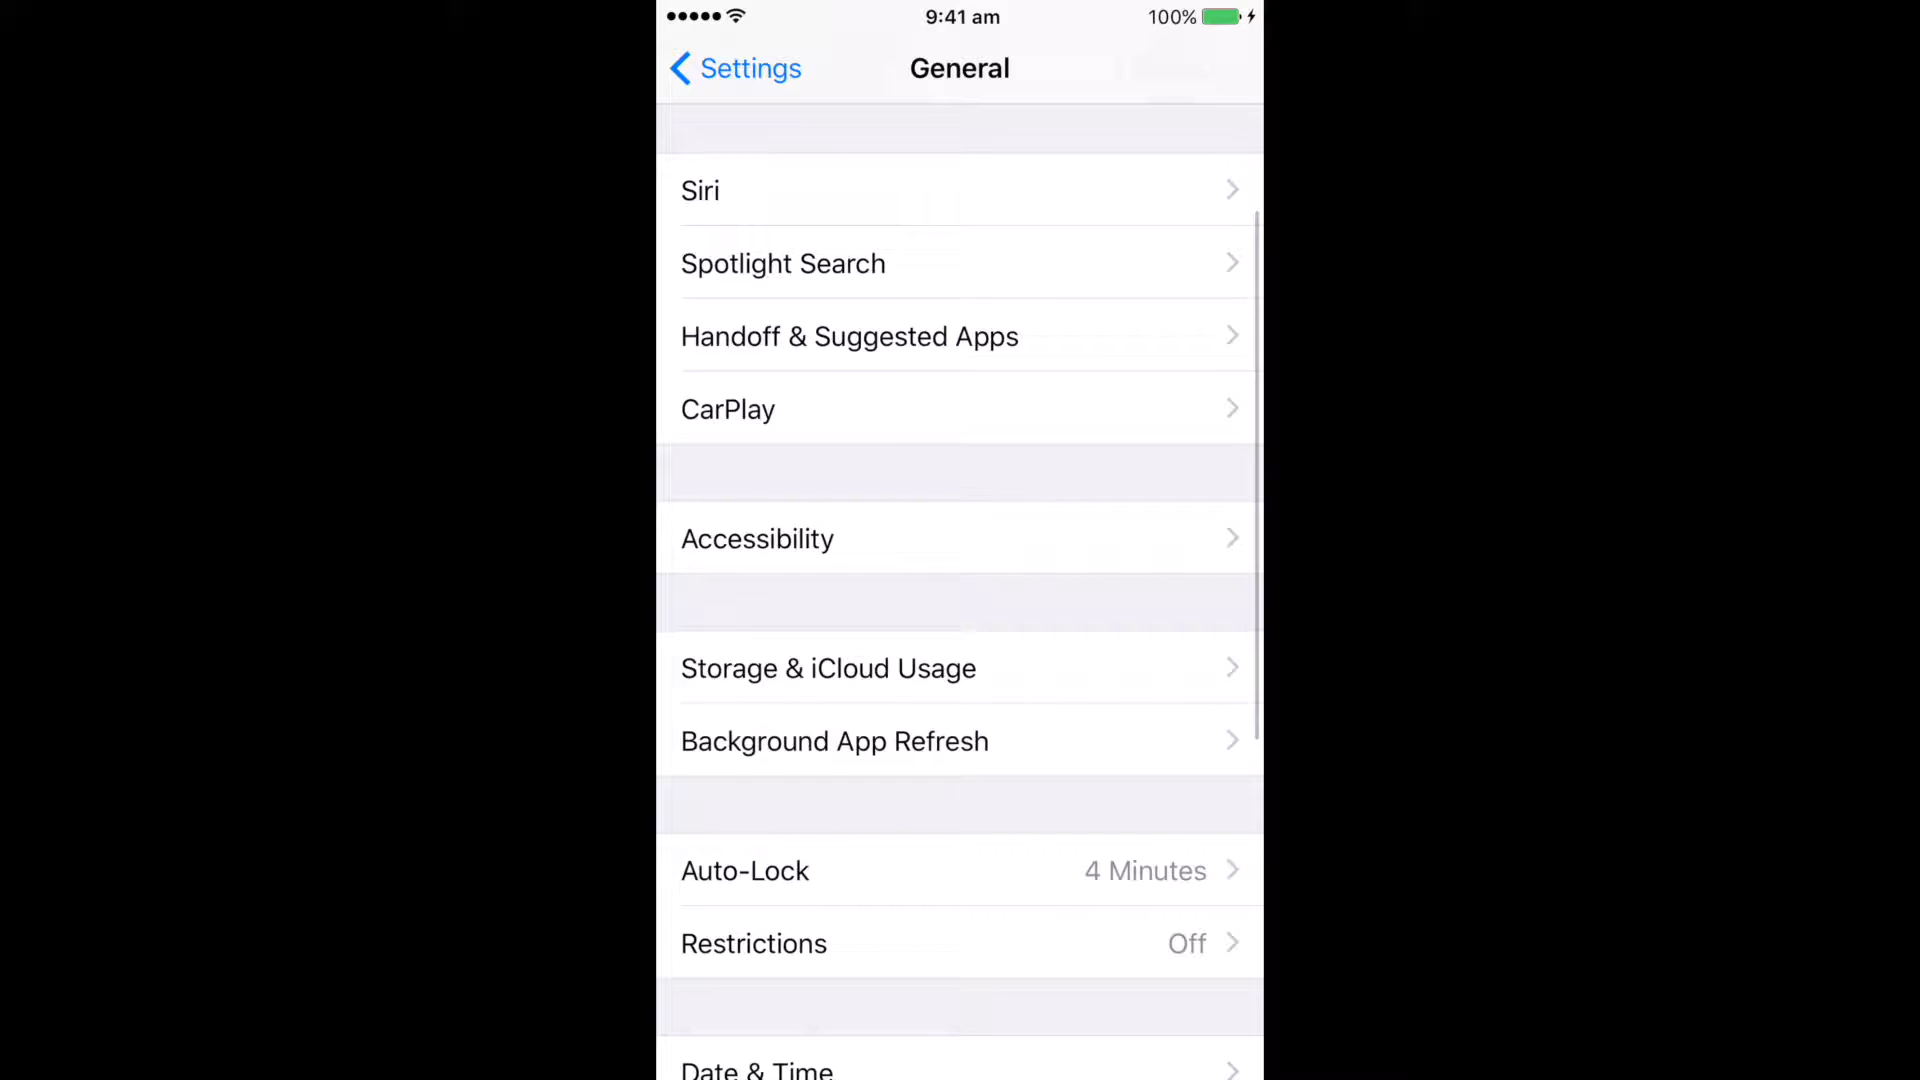 9:41 am
100%
Settings
General
Siri
Spotlight Search
Handoff & Suggested Apps
CarPlay
Accessibility
Storage & iCloud Usage
Background App Refresh
Auto-Lock 4 Minutes
Restrictions Off
Date & Time